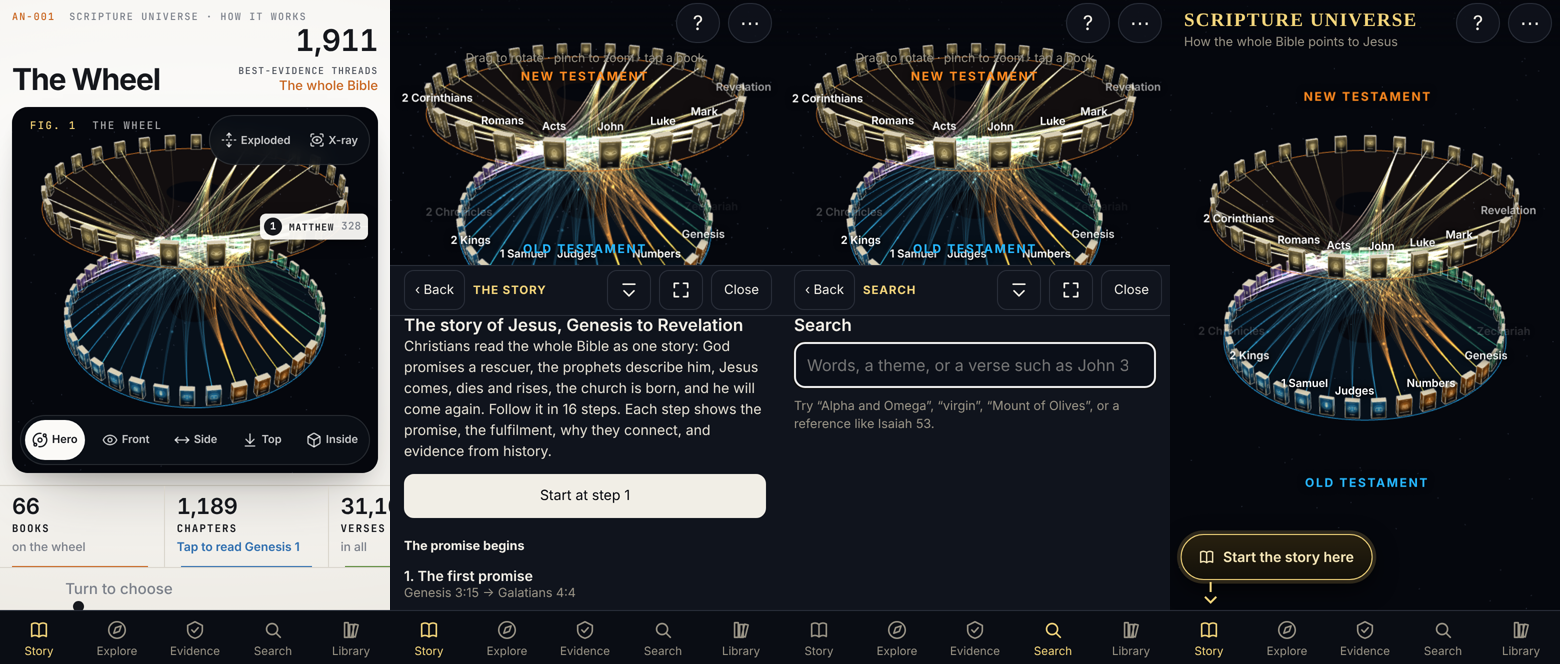 AN-001 SCRIPTURE UNIVERSE · HOW IT WORKS
1,911
BEST-EVIDENCE THREADS
The Wheel
The whole Bible
FIG. 1 THE WHEEL
Exploded
X-ray
1 MATTHEW 328
Hero
Front
Side
Top
Inside
66
BOOKS
on the wheel
1,189
CHAPTERS
Tap to read Genesis 1
31,1
VERSES
in all
Turn to choose
Story
Explore
Evidence
Search
Library
?
...
Drag to rotate · pinch to zoom · tap a book
NEW TESTAMENT
Revelation
2 Corinthians
Mark
Romans
Luke
Acts
John
2 Chronicles
Genesis
2 Kings
OLD TESTAMENT
1 Samuel
Judges
Numbers
‹ Back
THE STORY
Close
The story of Jesus, Genesis to Revelation
Christians read the whole Bible as one story: God
promises a rescuer, the prophets describe him, Jesus
comes, dies and rises, the church is born, and he will
come again. Follow it in 16 steps. Each step shows the
promise, the fulfilment, why they connect, and
evidence from history.
Start at step 1
The promise begins
1. The first promise
Genesis 3:15 → Galatians 4:4
Story
Explore
Evidence
Search
Library
?
...
Drag to rotate · pinch to zoom · tap a book
NEW TESTAMENT
Revelation
2 Corinthians
Mark
Romans
Luke
Acts
John
2 Chronicles
Zechariah
Genesis
2 Kings
OLD TESTAMENT
1 Samuel
Judges
Numbers
‹ Back
SEARCH
Close
Search
Words, a theme, or a verse such as John 3
Try “Alpha and Omega”, “virgin”, “Mount of Olives”, or a
reference like Isaiah 53.
Story
Explore
Evidence
Search
Library
SCRIPTURE UNIVERSE
How the whole Bible points to Jesus
?
...
NEW TESTAMENT
Revelation
2 Corinthians
Mark
Romans
Luke
Acts
John
2 Chronicles
Zechariah
2 Kings
Genesis
1 Samuel
Numbers
Judges
OLD TESTAMENT
Start the story here
Story
Explore
Evidence
Search
Library